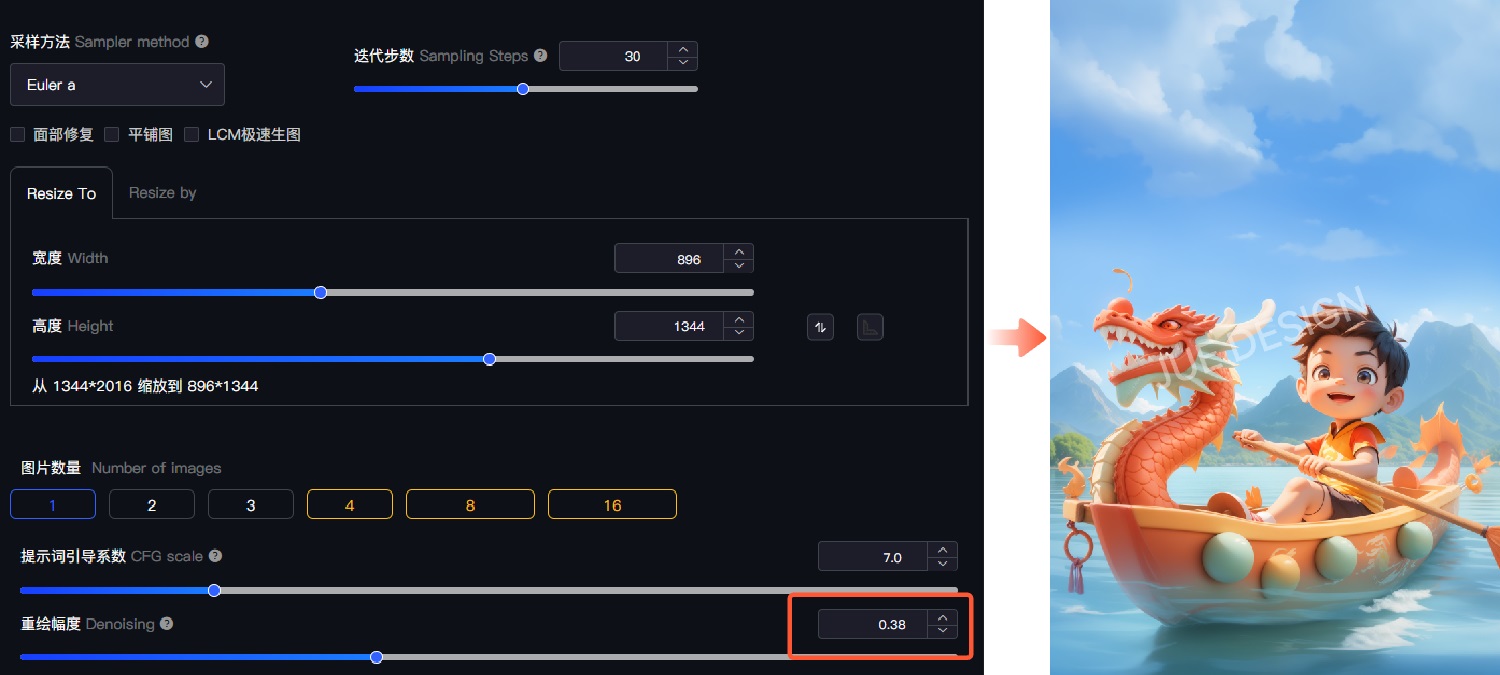 采样方法 Sampler method ?
迭代步数 Sampling Steps ? 30
Euler a
面部修复 平铺图 LCM极速生图
Resize To Resize by
宽度 Width 896
高度 Height 1344
从 1344*2016 缩放到 896*1344
图片数量 Number of images
1 2 3 4 8 16
提示词引导系数 CFG scale ? 7.0
重绘幅度 Denoising ? 0.38